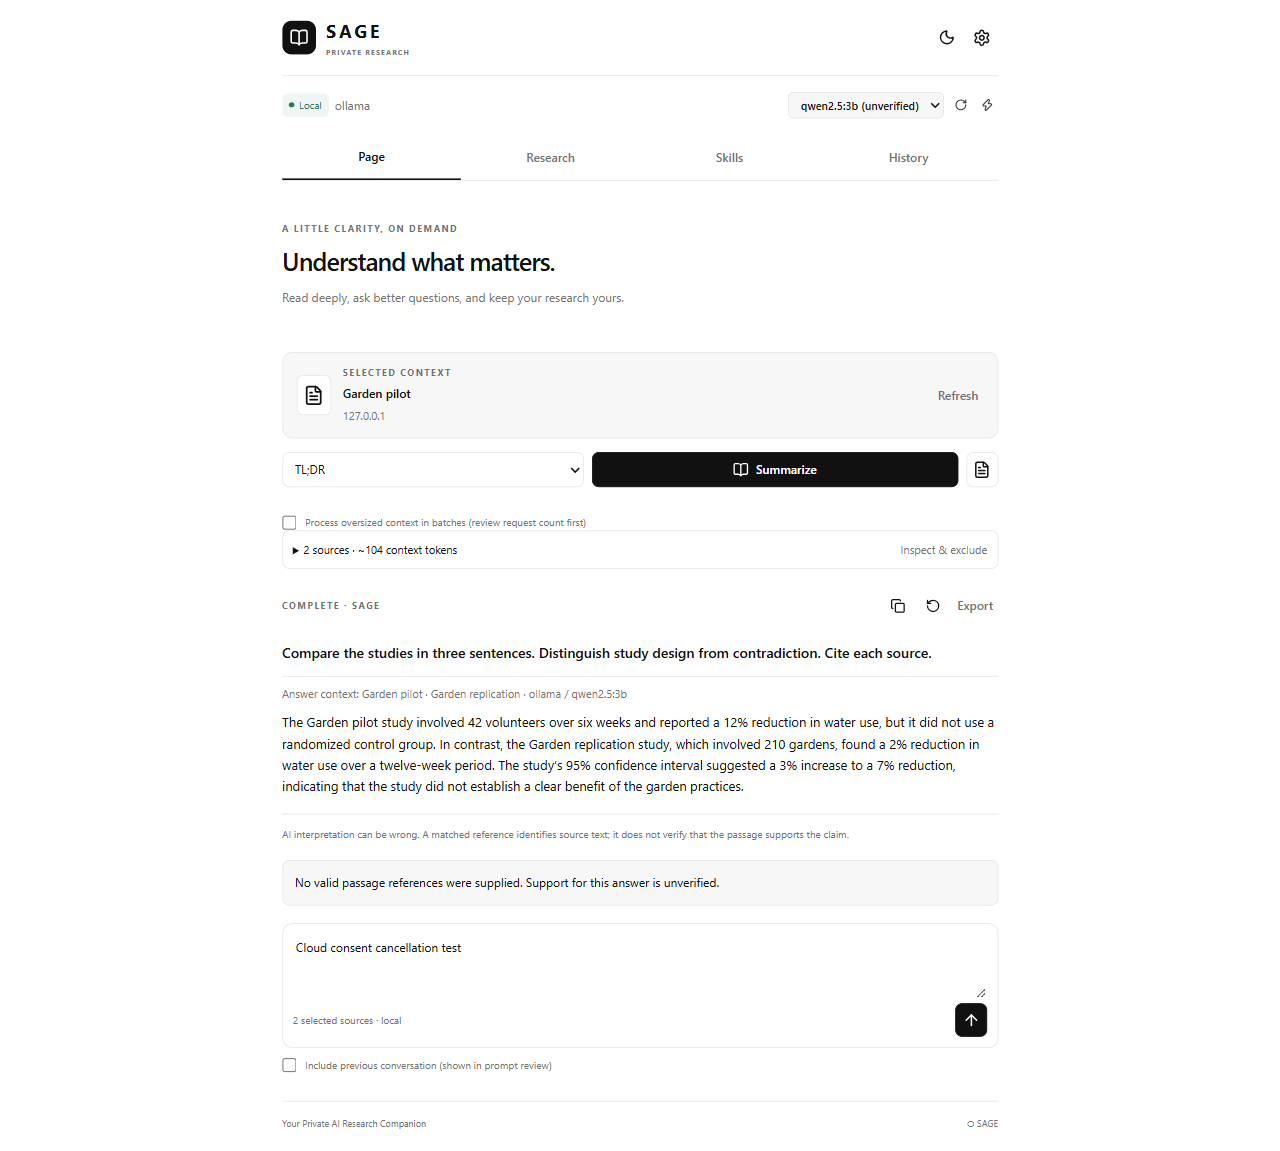 SAGE
PRIVATE RESEARCH
Local
ollama
qwen2.5:3b (unverified)
Page
Research
Skills
History
A LITTLE CLARITY, ON DEMAND
Understand what matters.
Read deeply, ask better questions, and keep your research yours.
SELECTED CONTEXT
Garden pilot
127.0.0.1
Refresh
TL;DR
Summarize
Process oversized context in batches (review request count first)
2 sources · ~104 context tokens
Inspect & exclude
COMPLETE · SAGE
Export
Compare the studies in three sentences. Distinguish study design from contradiction. Cite each source.
Answer context: Garden pilot · Garden replication · ollama / qwen2.5:3b
The Garden pilot study involved 42 volunteers over six weeks and reported a 12% reduction in water use, but it did not use a
randomized control group. In contrast, the Garden replication study, which involved 210 gardens, found a 2% reduction in
water use over a twelve-week period. The study's 95% confidence interval suggested a 3% increase to a 7% reduction,
indicating that the study did not establish a clear benefit of the garden practices.
AI interpretation can be wrong. A matched reference identifies source text; it does not verify that the passage supports the claim.
No valid passage references were supplied. Support for this answer is unverified.
Cloud consent cancellation test
2 selected sources · local
Include previous conversation (shown in prompt review)
Your Private AI Research Companion
SAGE